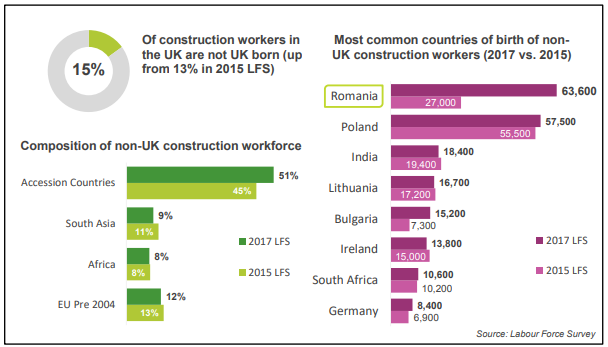 15%
Of construction workers in
the UK are not UK born (up
from 13% in 2015 LFS)
Composition of non-UK construction workforce
Accession Countries
51%
45%
South Asia
9%
11%
Africa
8%
8%
EU Pre 2004
12%
13%
2017 LFS
2015 LFS
Most common countries of birth of non-
UK construction workers (2017 vs. 2015)
Romania
63,600
27,000
Poland
57,500
55,500
India
18,400
19,400
Lithuania
16,700
17,200
Bulgaria
15,200
7,300
Ireland
13,800
15,000
South Africa
10,600
10,200
Germany
8,400
6,900
2017 LFS
2015 LFS
Source: Labour Force Survey